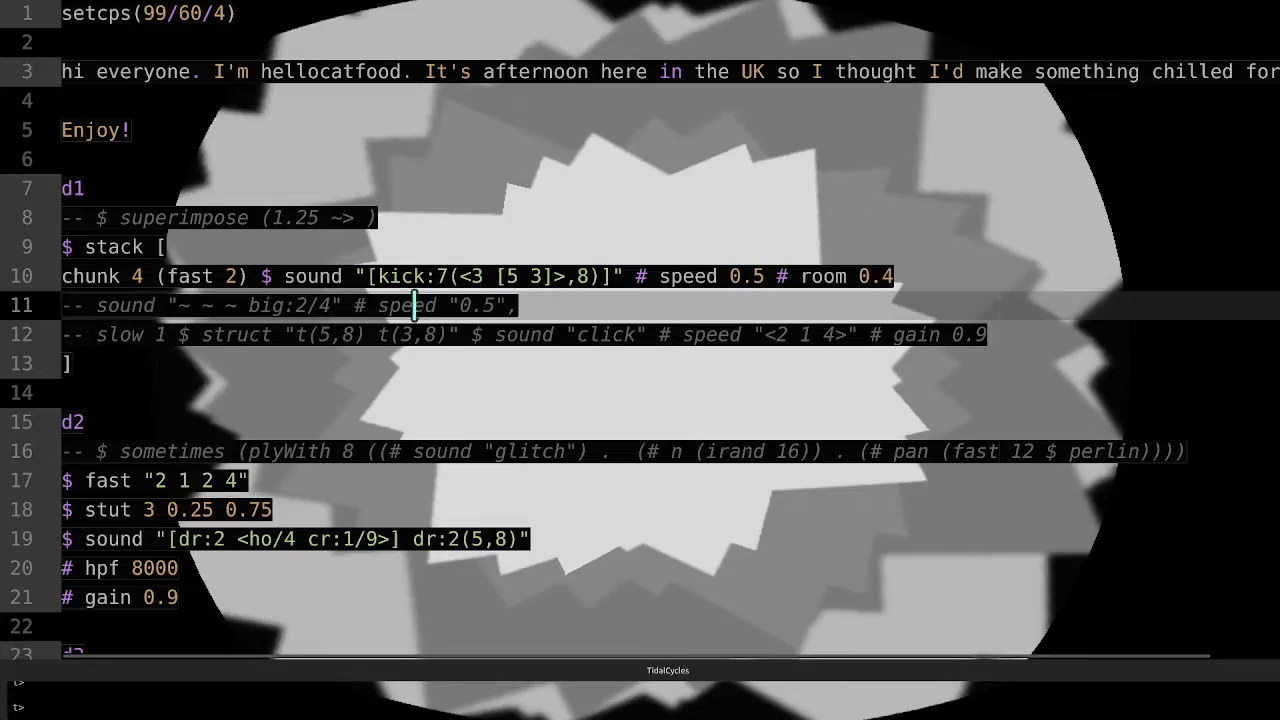 1 setcps(99/60/4)
2
3 hi everyone. I'm hellocatfood. It's afternoon here in the UK so I thought I'd make something chilled for
4
5 Enjoy!
6
7 d1
8 -- $ superimpose (1.25 ~> )
9 $ stack [
10 chunk 4 (fast 2) $ sound "[kick:7(<3 [5 3]>,8)]" # speed 0.5 # room 0.4
11 -- sound "~ ~ ~ big:2/4" # speed "0.5",
12 -- slow 1 $ struct "t(5,8) t(3,8)" $ sound "click" # speed "<2 1 4>" # gain 0.9
13 ]
14
15 d2
16 -- $ sometimes (plyWith 8 ((# sound "glitch") .  (# n (irand 16)) . (# pan (fast 12 $ perlin))))
17 $ fast "2 1 2 4"
18 $ stut 3 0.25 0.75
19 $ sound "[dr:2 <ho/4 cr:1/9>] dr:2(5,8)"
20 # hpf 8000
21 # gain 0.9
22
23
TidalCycles
t>
t>